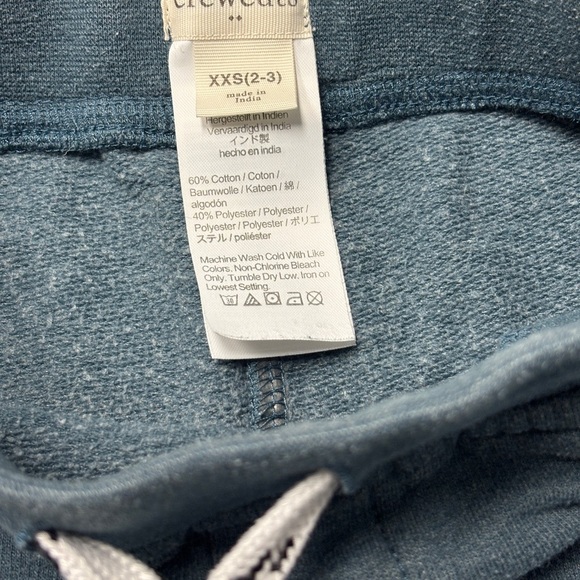 crewcuts
XXS(2-3)
made in
India
Hergestellt in Indien
Vervaardigd in India
インド製
hecho en india
60% Cotton / Coton /
Baumwolle / Katoen / 綿 /
algodón
40% Polyester / Polyester /
Polyester / Polyester / ポリエ
ステル / poliéster
Machine Wash Cold With Like
Colors. Non-Chlorine Bleach
Only. Tumble Dry Low. Iron on
Lowest Setting.